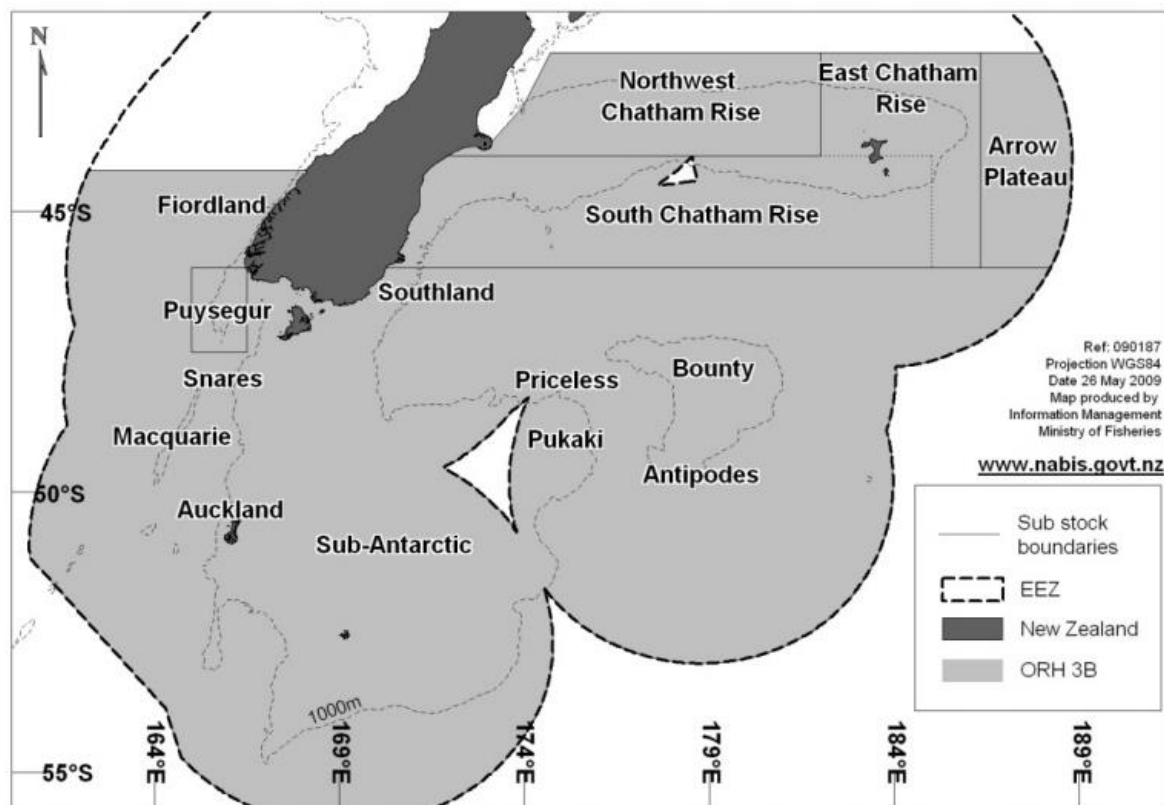 N
Northwest
Chatham Rise
East Chatham
Rise
Arrow
Plateau
Fiordland
45°S
South Chatham Rise
Puysegur
Southland
Snares
Priceless
Bounty
Macquarie
Pukaki
50°S
Auckland
Antipodes
Sub-Antarctic
1000m
55°S
164°E
169°E
174°E
179°E
184°E
189°E
Ref: 090187
Projection WGS84
Date 26 May 2009
Map produced by
Information Management
Ministry of Fisheries
www.nabis.govt.nz
Sub stock
boundaries
EEZ
New Zealand
ORH 3B